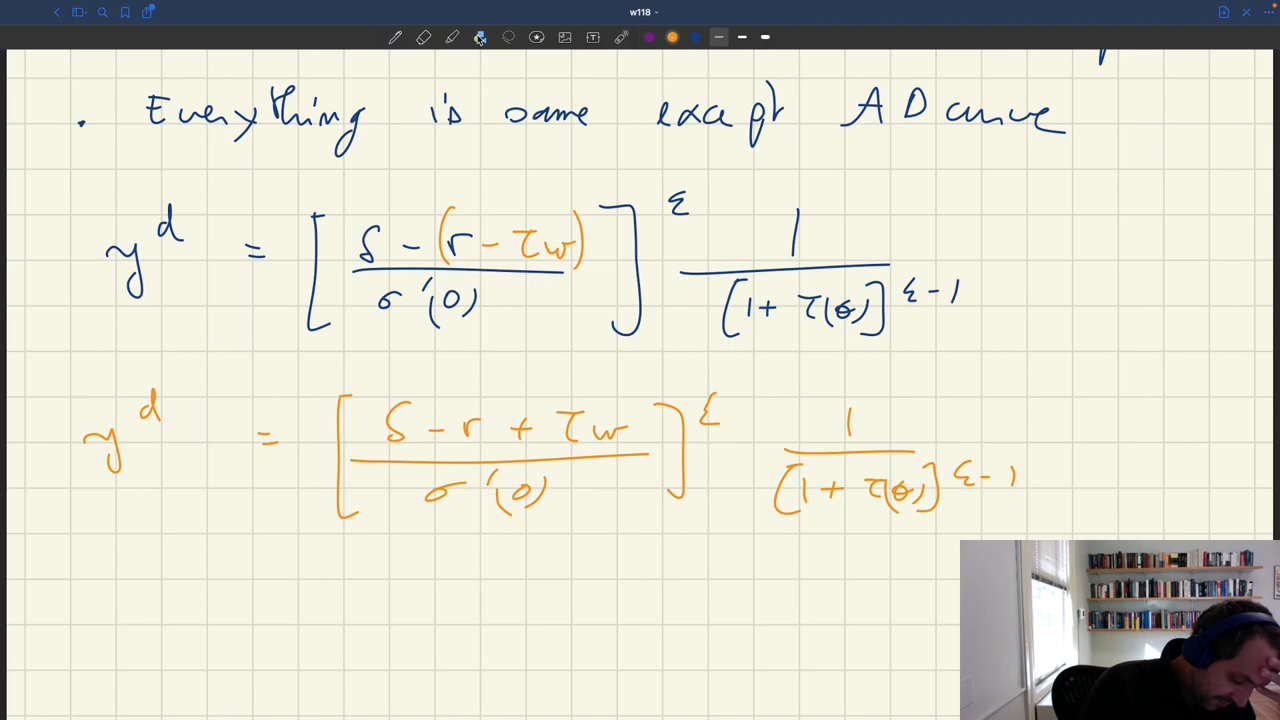 w118
. Everything is same except AD curve
y^d = [ (δ - (r - τw)) / σ'(0) ]^ε 1 / [1 + τ(θ)]^(ε-1)
y^d = [ (δ - r + τw) / σ'(0) ]^ε 1 / [1 + τ(θ)]^(ε-1)